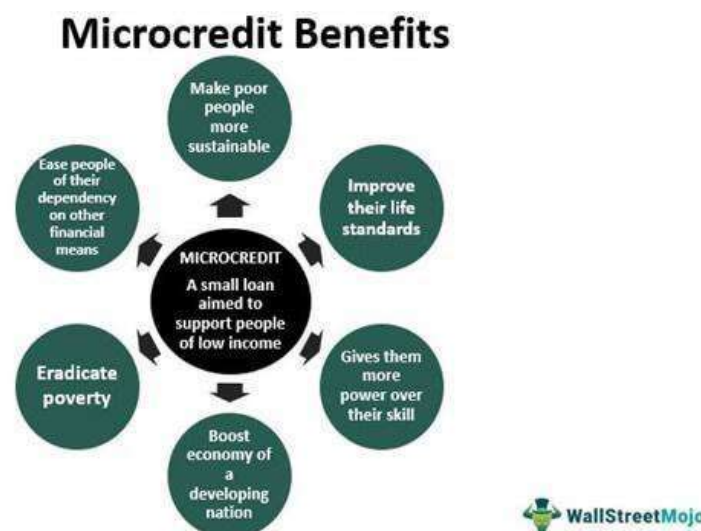 Microcredit Benefits
Make poor
people
more
sustainable
Ease people
of their
dependency
on other
financial
means
Improve
their life
standards
MICROCREDIT
A small loan
aimed to
support people
of low income
Eradicate
poverty
Gives them
more
power over
their skill
Boost
economy of
a
developing
nation
WallStreetMojo